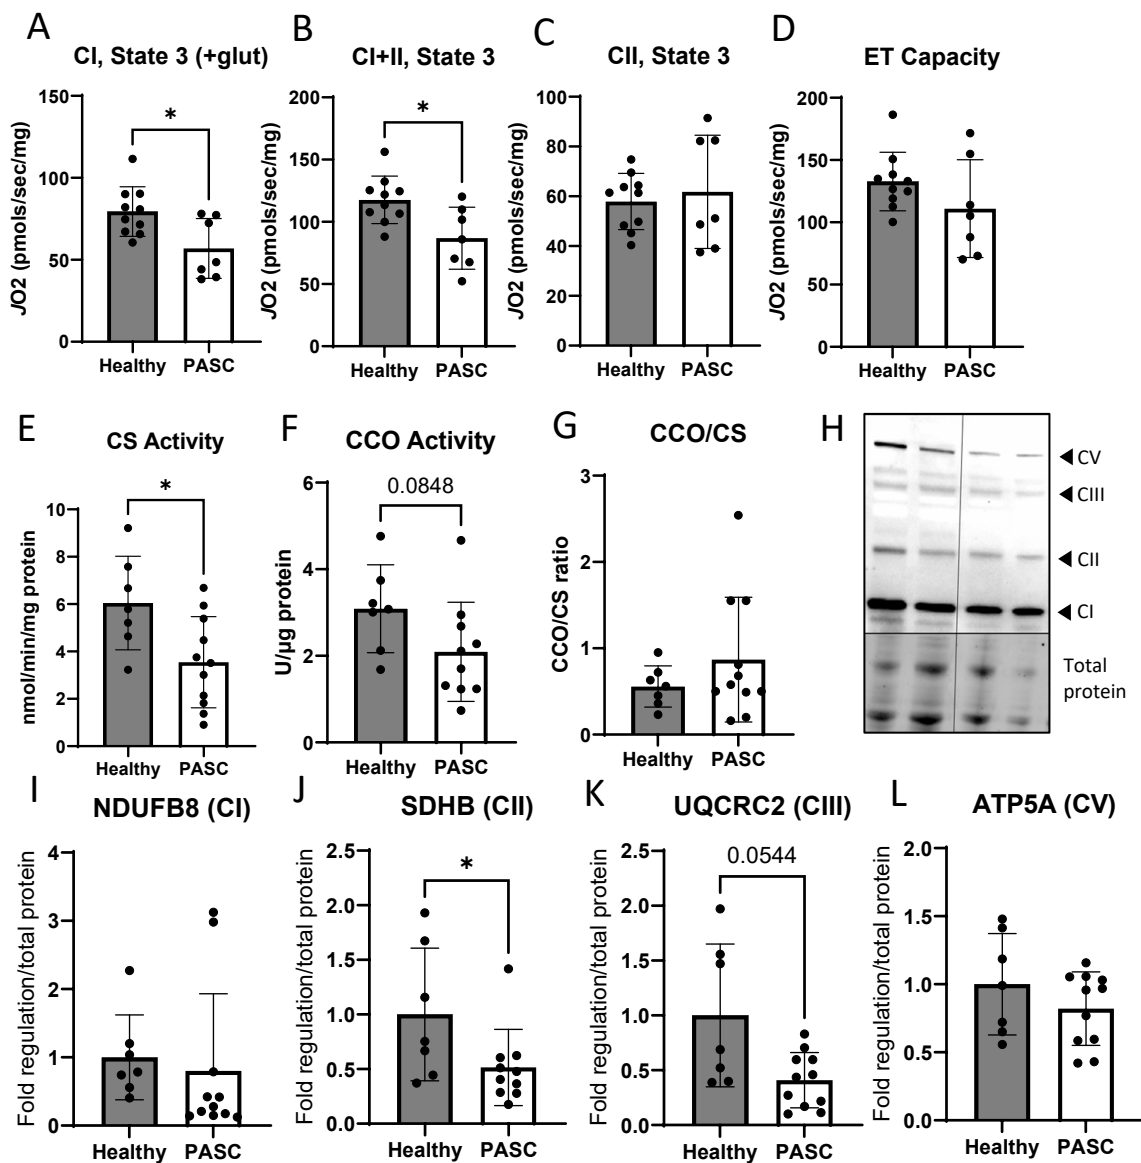 A
CI, State 3 (+glut)
JO2 (pmols/sec/mg)
150
100
50
0
*
Healthy
PASC
B
CI+II, State 3
JO2 (pmols/sec/mg)
200
150
100
50
0
*
Healthy
PASC
C
CII, State 3
JO2 (pmols/sec/mg)
100
80
60
40
20
0
Healthy
PASC
D
ET Capacity
JO2 (pmols/sec/mg)
200
150
100
50
0
Healthy
PASC
E
CS Activity
nmol/min/mg protein
10
8
6
4
2
0
*
Healthy
PASC
F
CCO Activity
U/µg protein
6
4
2
0
0.0848
Healthy
PASC
G
CCO/CS
CCO/CS ratio
3
2
1
0
Healthy
PASC
H
CV
CIII
CII
CI
Total
protein
I
NDUFB8 (CI)
Fold regulation/total protein
4
3
2
1
0
Healthy
PASC
J
SDHB (CII)
Fold regulation/total protein
2.5
2.0
1.5
1.0
0.5
0.0
*
Healthy
PASC
K
UQCRC2 (CIII)
Fold regulation/total protein
2.5
2.0
1.5
1.0
0.5
0.0
0.0544
Healthy
PASC
L
ATP5A (CV)
Fold regulation/total protein
2.0
1.5
1.0
0.5
0.0
Healthy
PASC